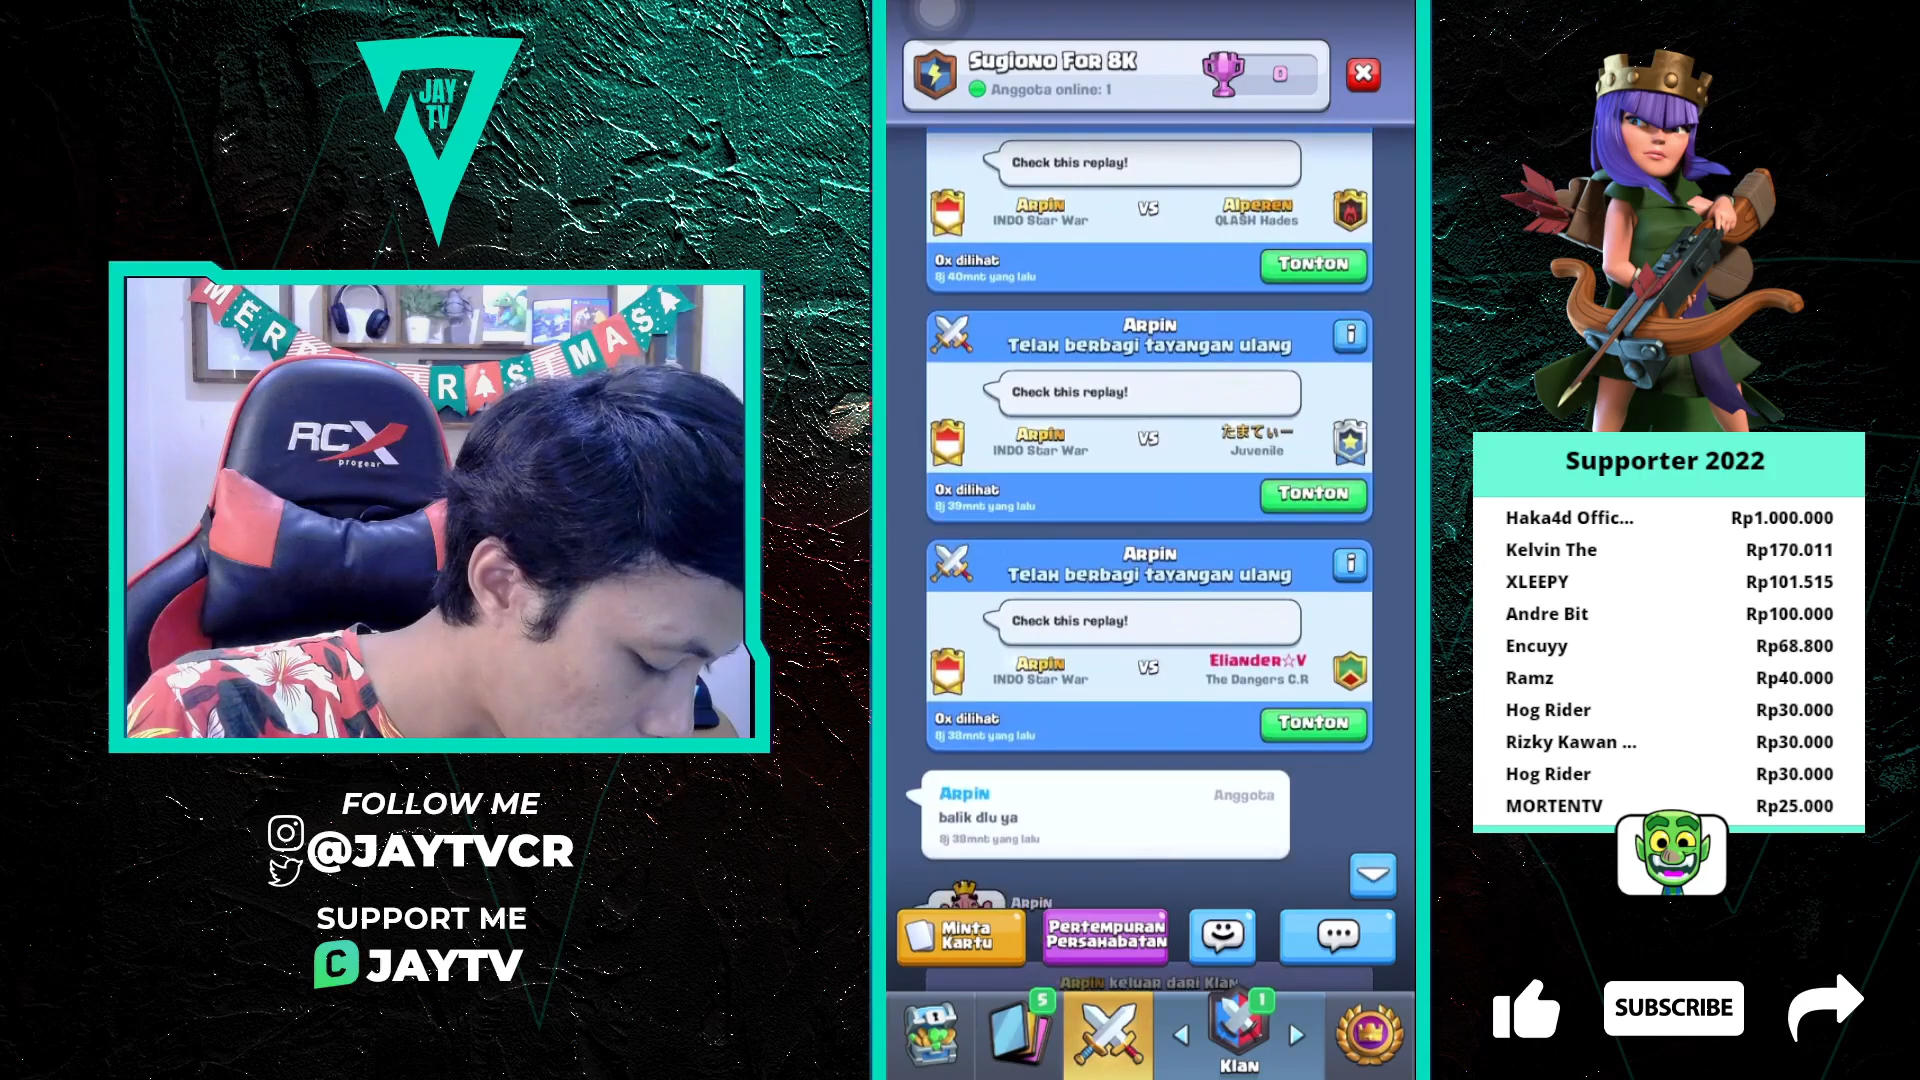 JAY
TV
MER
RASTMAS
RCX
progear
FOLLOW ME
@JAYTVCR
SUPPORT ME
C JAYTV
Sugiono For 8K
Anggota online: 1
0
Check this replay!
Arpin
INDO Star War
VS
Alperen
QLASH Hades
0x dilihat
8j 40mnt yang lalu
Tonton
Arpin
Telah berbagi tayangan ulang
i
Check this replay!
Arpin
INDO Star War
VS
たまてぃー
Juvenile
0x dilihat
8j 39mnt yang lalu
Tonton
Arpin
Telah berbagi tayangan ulang
i
Check this replay!
Arpin
INDO Star War
VS
Eliander☆V
The Dangers C.R
0x dilihat
8j 38mnt yang lalu
Tonton
Arpin
Anggota
balik dlu ya
8j 38mnt yang lalu
Arpin
Minta
Kartu
Pertempuran
Persahabatan
Arpin keluar dari Klan
5
1
Klan
Supporter 2022
Haka4d Offic... Rp1.000.000
Kelvin The Rp170.011
XLEEPY Rp101.515
Andre Bit Rp100.000
Encuyy Rp68.800
Ramz Rp40.000
Hog Rider Rp30.000
Rizky Kawan ... Rp30.000
Hog Rider Rp30.000
MORTENTV Rp25.000
SUBSCRIBE